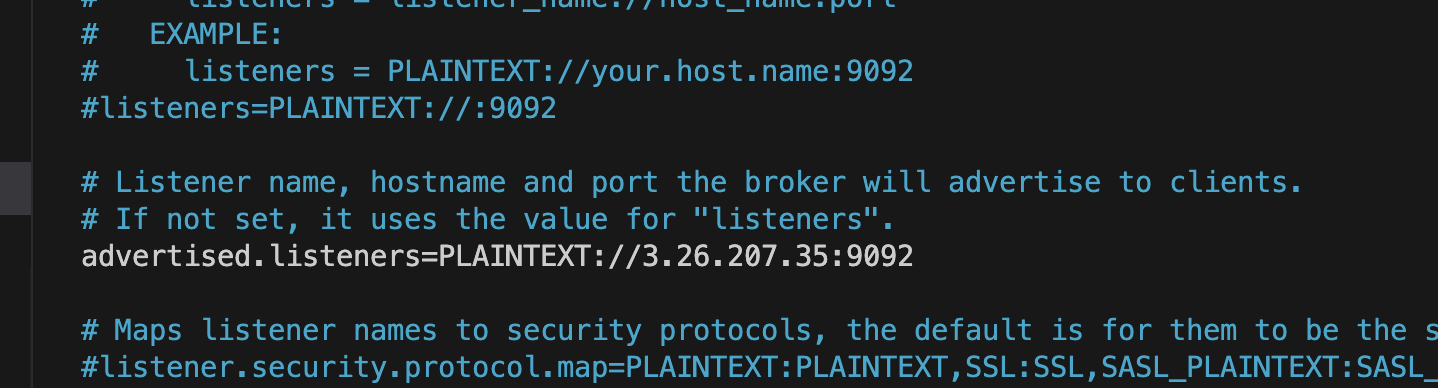 #     listeners = listener_name://host_name:port
#   EXAMPLE:
#     listeners = PLAINTEXT://your.host.name:9092
#listeners=PLAINTEXT://:9092
# Listener name, hostname and port the broker will advertise to clients.
# If not set, it uses the value for "listeners".
advertised.listeners=PLAINTEXT://3.26.207.35:9092
# Maps listener names to security protocols, the default is for them to be the s
#listener.security.protocol.map=PLAINTEXT:PLAINTEXT,SSL:SSL,SASL_PLAINTEXT:SASL_